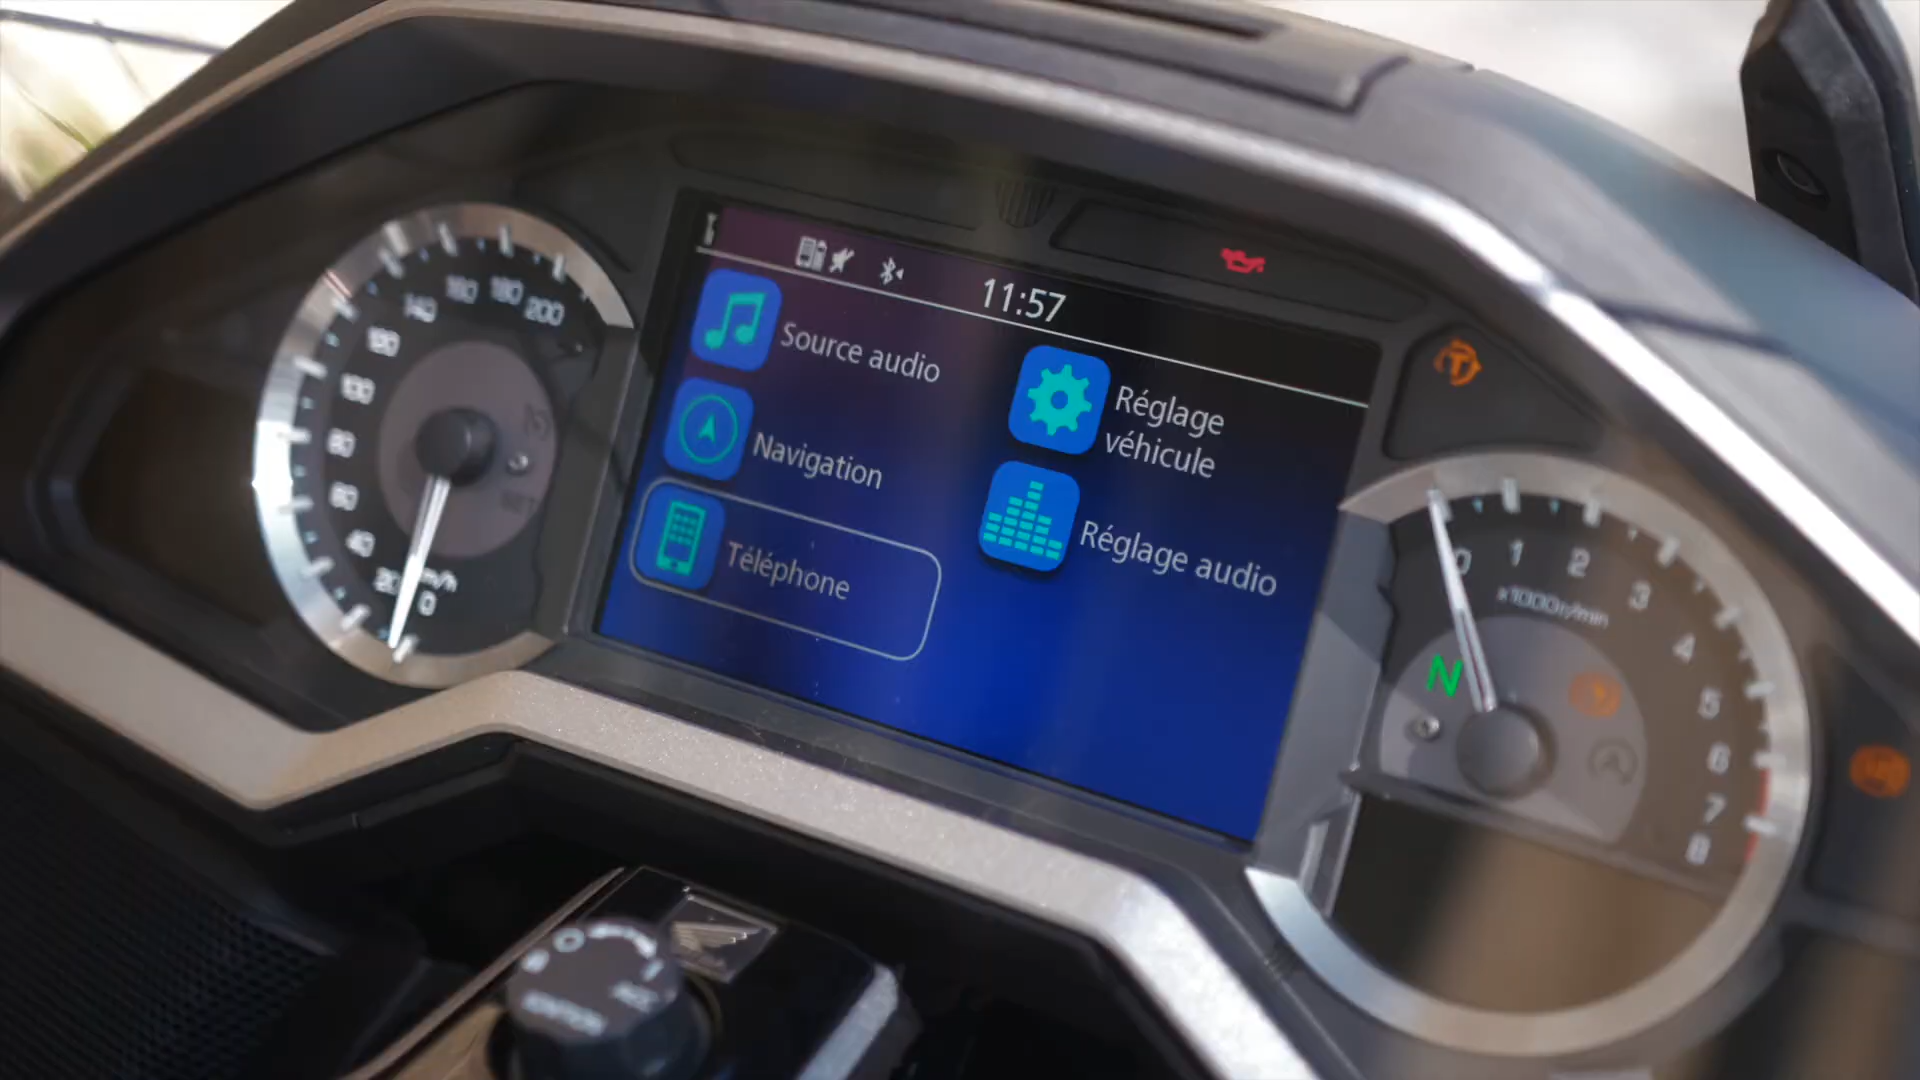 11:57
Source audio
Navigation
Téléphone
Réglage
véhicule
Réglage audio
200
180
160
140
120
100
80
60
40
20
0
km/h
0
1
2
3
4
5
6
7
8
x1000r/min
N